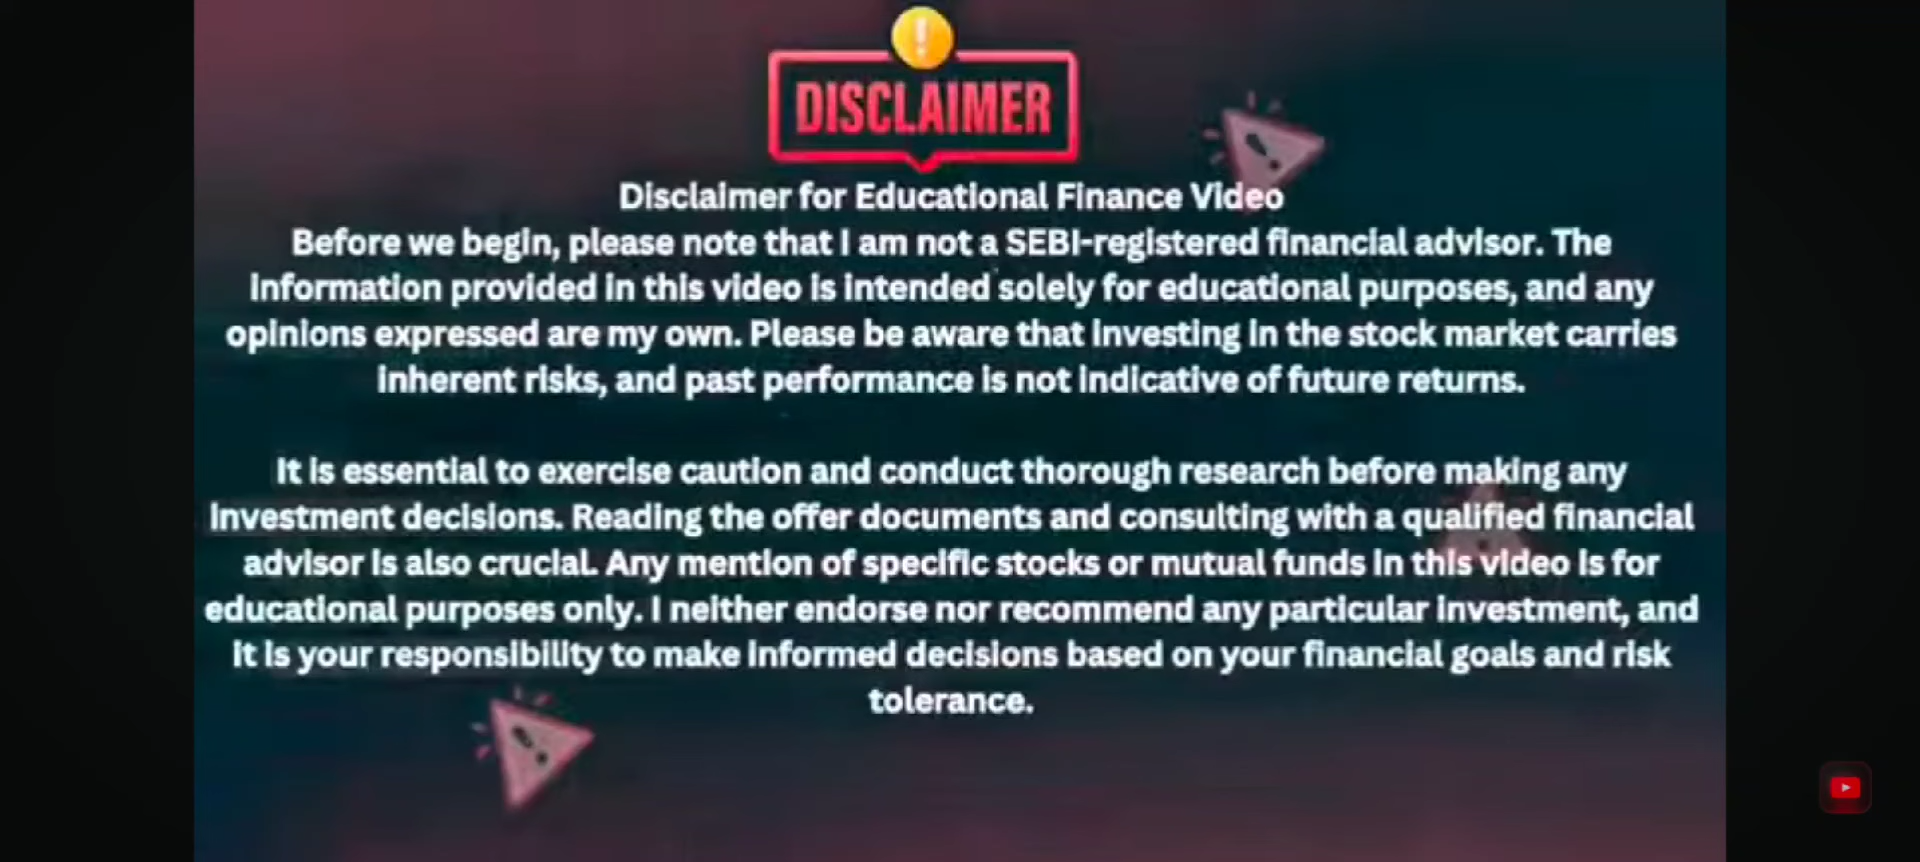 DISCLAIMER
Disclaimer for Educational Finance Video
Before we begin, please note that I am not a SEBI-registered financial advisor. The
information provided in this video is intended solely for educational purposes, and any
opinions expressed are my own. Please be aware that investing in the stock market carries
inherent risks, and past performance is not indicative of future returns.
It is essential to exercise caution and conduct thorough research before making any
investment decisions. Reading the offer documents and consulting with a qualified financial
advisor is also crucial. Any mention of specific stocks or mutual funds in this video is for
educational purposes only. I neither endorse nor recommend any particular investment, and
it is your responsibility to make informed decisions based on your financial goals and risk
tolerance.